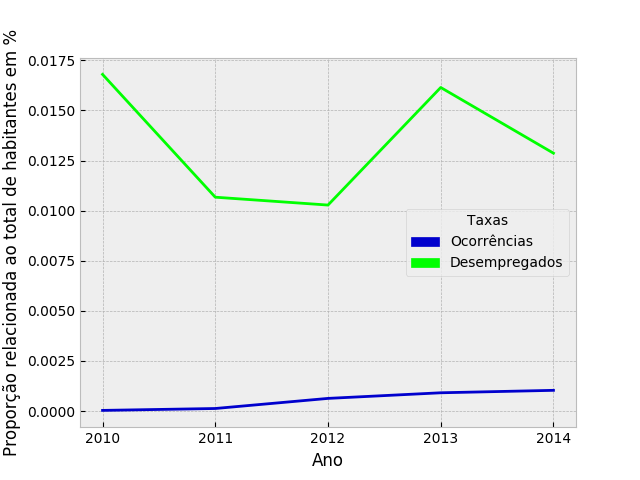 Proporção relacionada ao total de habitantes em %
0.0175
0.0150
0.0125
0.0100
0.0075
0.0050
0.0025
0.0000
Taxas
Ocorrências
Desempregados
2010 2011 2012 2013 2014
Ano